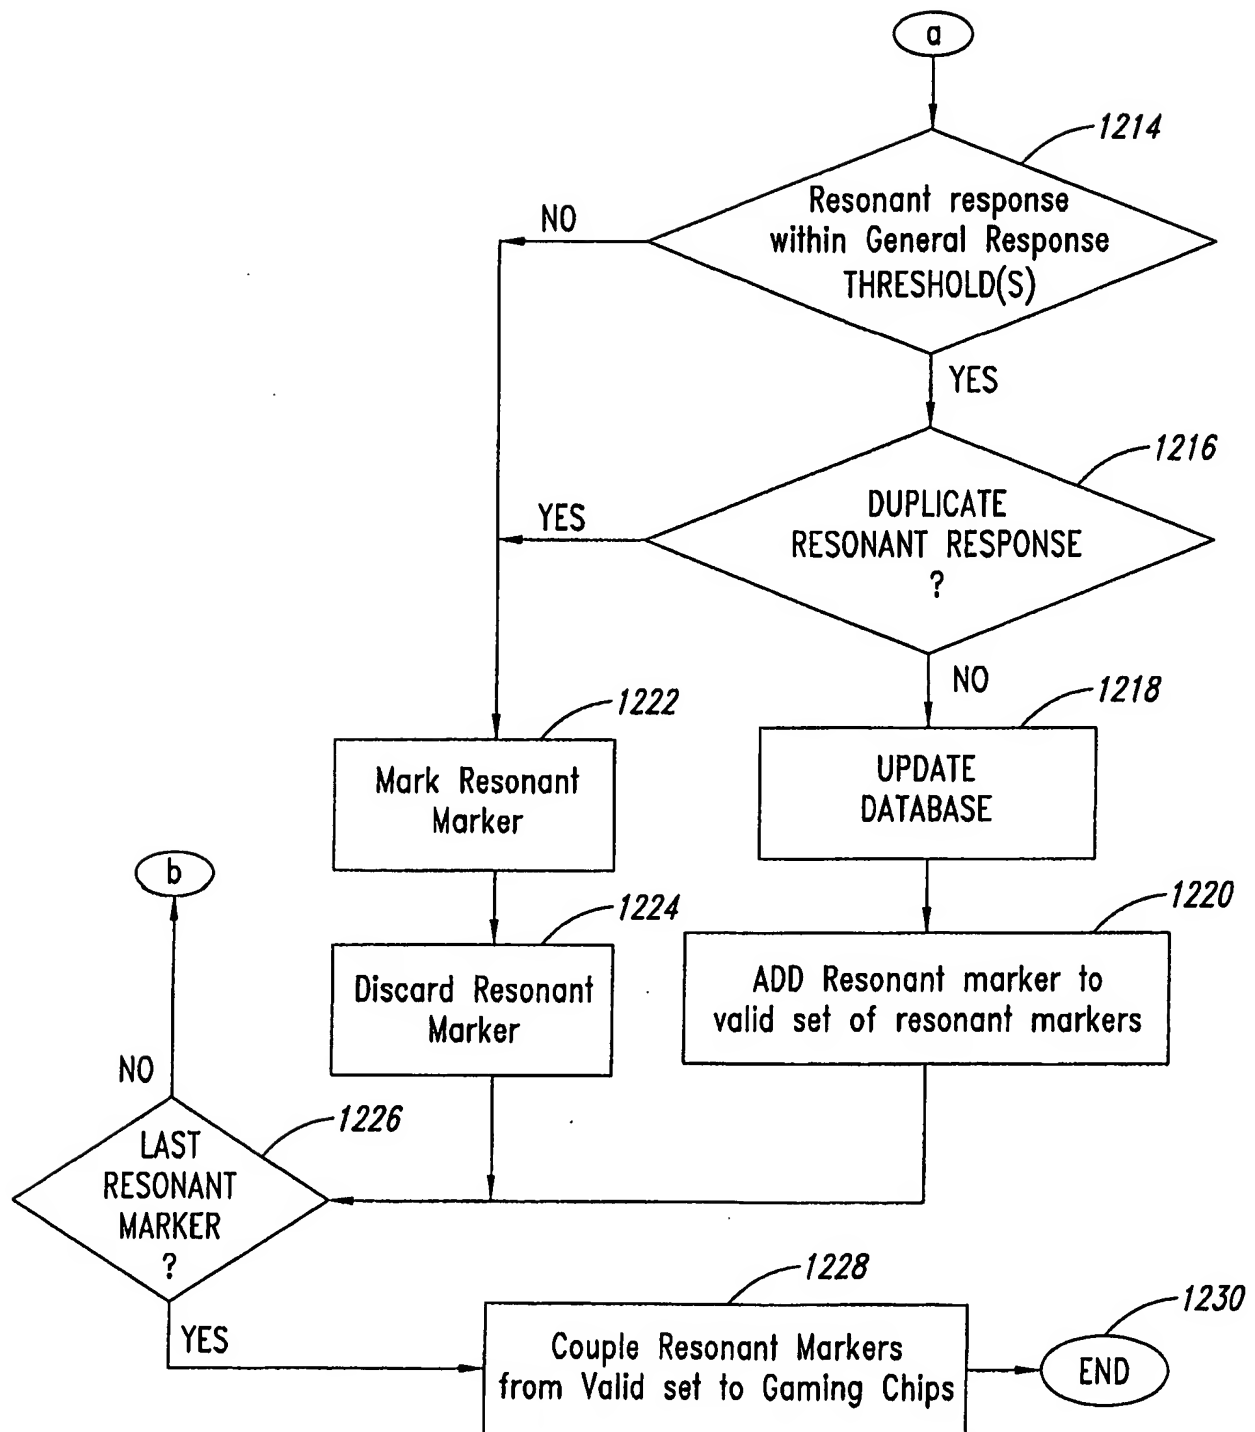 a
1214
Resonant response
within General Response
THRESHOLD(S)
NO
YES
1216
DUPLICATE
RESONANT RESPONSE
?
YES
NO
1218
UPDATE
DATABASE
1222
Mark Resonant
Marker
b
1220
ADD Resonant marker to
valid set of resonant markers
1224
Discard Resonant
Marker
NO
1226
LAST
RESONANT
MARKER
?
YES
1228
Couple Resonant Markers
from Valid set to Gaming Chips
1230
END